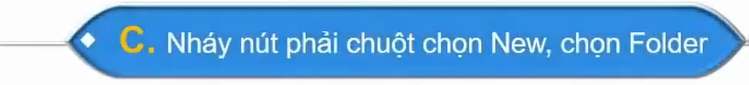 C. Nháy nút phải chuột chọn New, chọn Folder